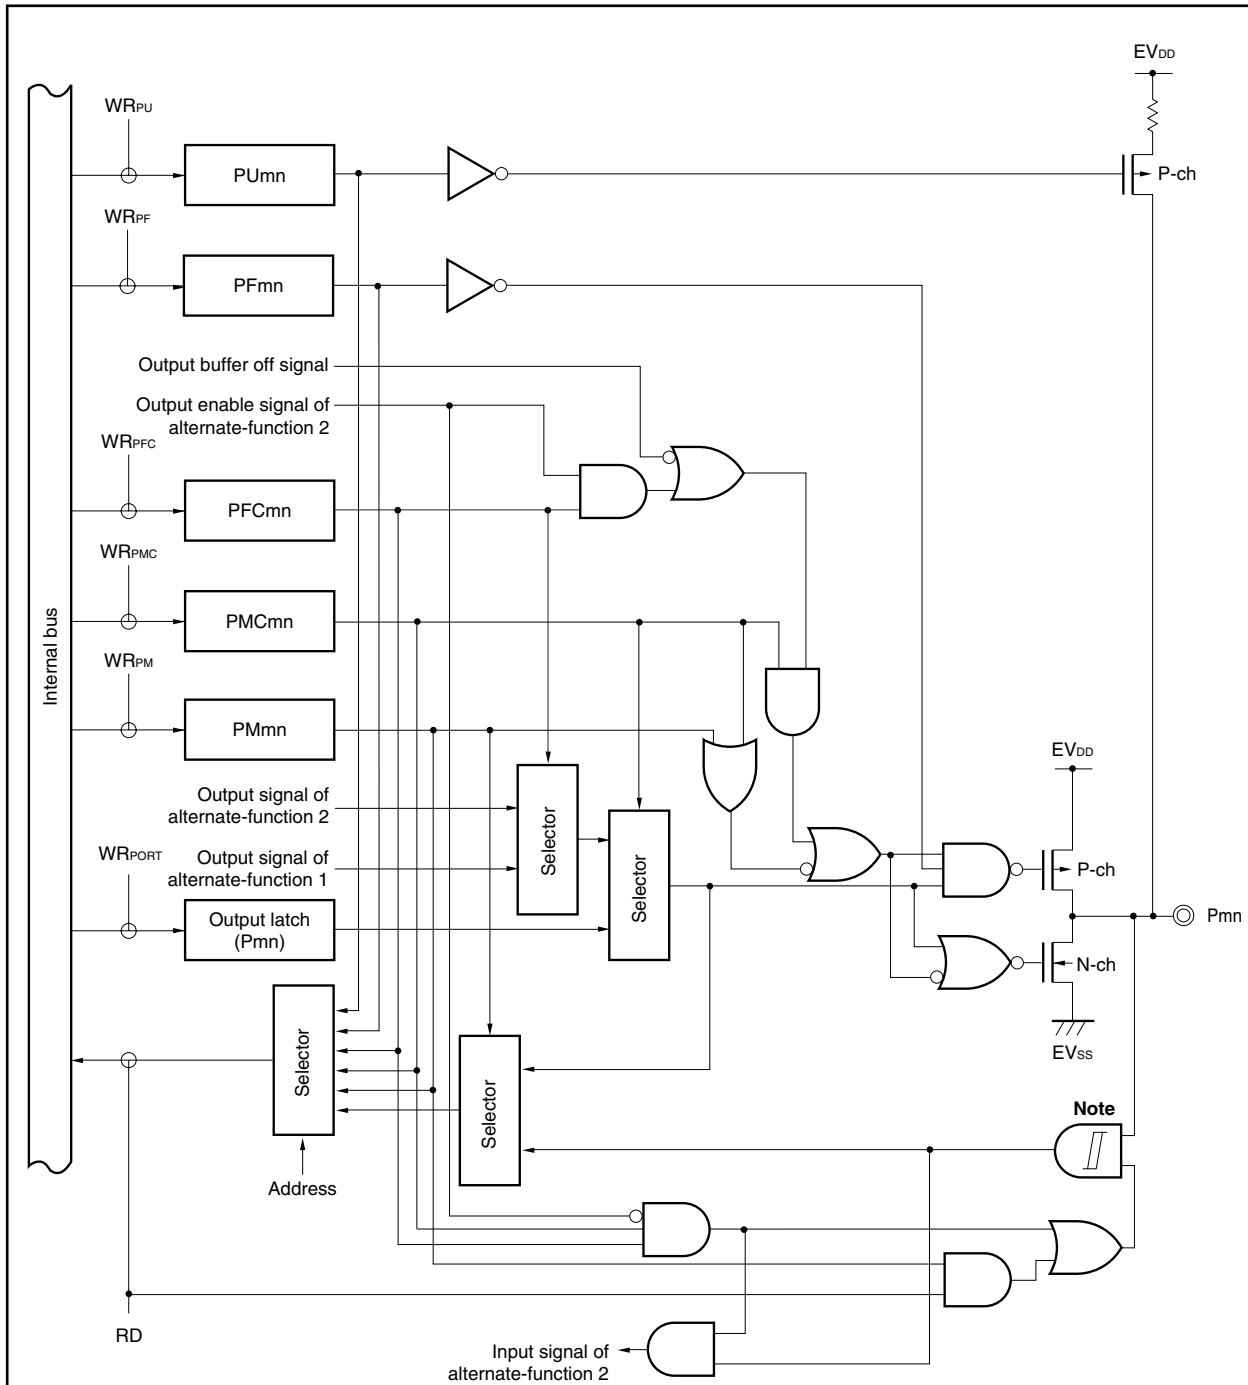 EVDD
WRPU
PUmn
P-ch
WRPF
PFmn
Output buffer off signal
Output enable signal of
alternate-function 2
WRPFC
PFCmn
WRPMC
PMCmn
Internal bus
WRPM
PMmn
EVDD
Output signal of
alternate-function 2
Selector
Selector
WRPORT
Output signal of
alternate-function 1
P-ch
Output latch
(Pmn)
Pmn
N-ch
Selector
Selector
EVSS
Note
Address
RD
Input signal of
alternate-function 2